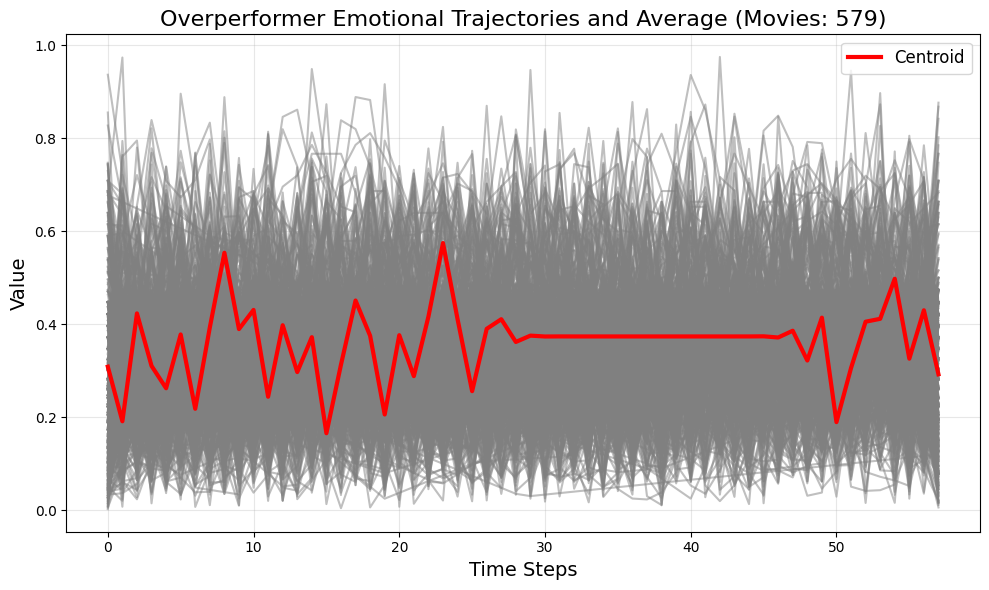 Overperformer Emotional Trajectories and Average (Movies: 579)
Centroid
Value
1.0
0.8
0.6
0.4
0.2
0.0
0 10 20 30 40 50
Time Steps